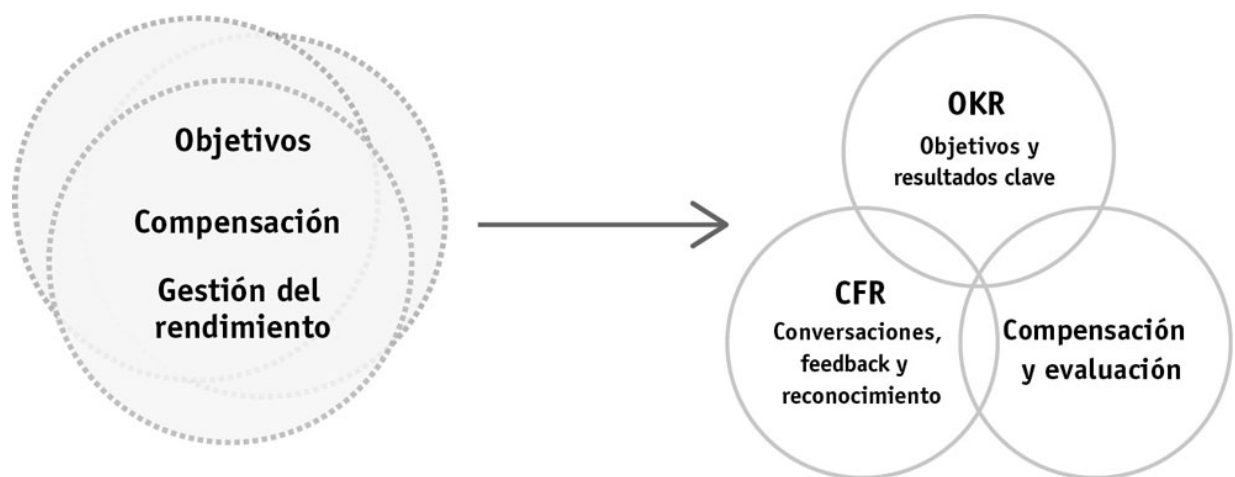 Objetivos
Compensación
Gestión del
rendimiento
OKR
Objetivos y
resultados clave
CFR
Conversaciones,
feedback y
reconocimiento
Compensación
y evaluación